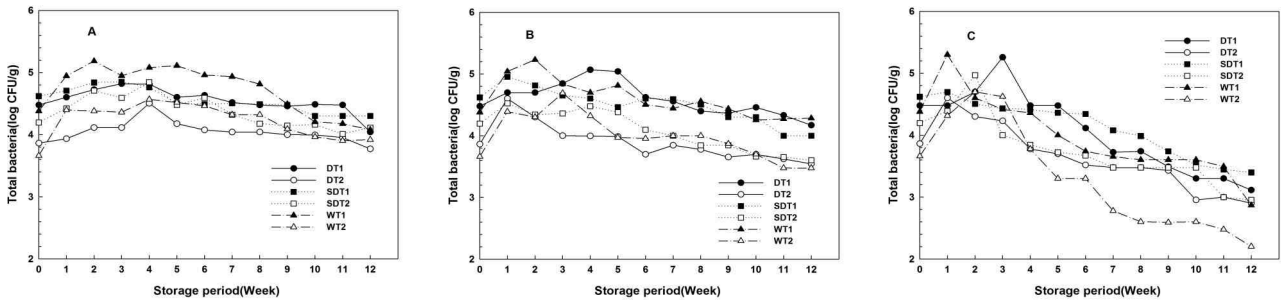 A
6
5
4
3
2
Total bacteria(log CFU/g)
DT1
DT2
SDT1
SDT2
WT1
WT2
0 1 2 3 4 5 6 7 8 9 10 11 12
Storage period(Week)
B
6
5
4
3
2
Total bacteria(log CFU/g)
DT1
DT2
SDT1
SDT2
WT1
WT2
0 1 2 3 4 5 6 7 8 9 10 11 12
Storage period(Week)
C
6
5
4
3
2
Total bacteria(log CFU/g)
DT1
DT2
SDT1
SDT2
WT1
WT2
0 1 2 3 4 5 6 7 8 9 10 11 12
Storage period(Week)